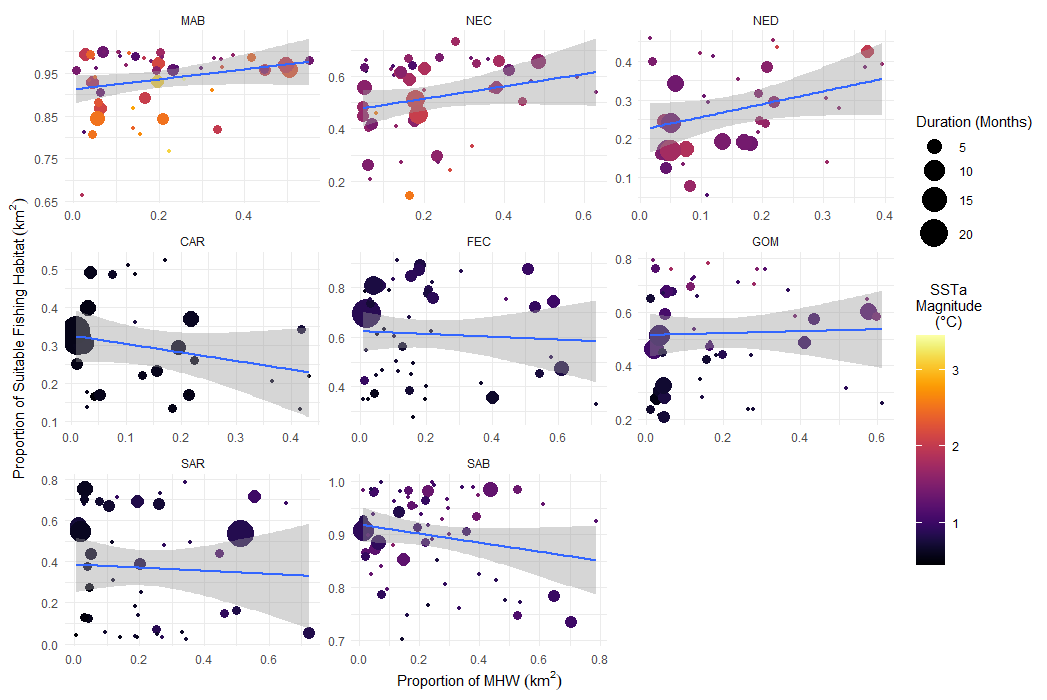 MAB
NEC
NED
0.95
0.85
0.75
0.65
0.6
0.4
0.2
0.4
0.3
0.2
0.1
0.0 0.2 0.4
0.2 0.4 0.6
0.0 0.1 0.2 0.3 0.4
CAR
FEC
GOM
0.5
0.4
0.3
0.2
0.1
0.8
0.6
0.4
0.8
0.6
0.4
0.2
0.0 0.1 0.2 0.3 0.4
0.0 0.2 0.4 0.6
0.0 0.2 0.4 0.6
SAR
SAB
0.8
0.6
0.4
0.2
0.0
1.0
0.9
0.8
0.7
0.0 0.2 0.4 0.6
0.0 0.2 0.4 0.6 0.8
Proportion of Suitable Fishing Habitat (km²)
Proportion of MHW (km²)
Duration (Months)
5
10
15
20
SSTa
Magnitude
(°C)
3
2
1